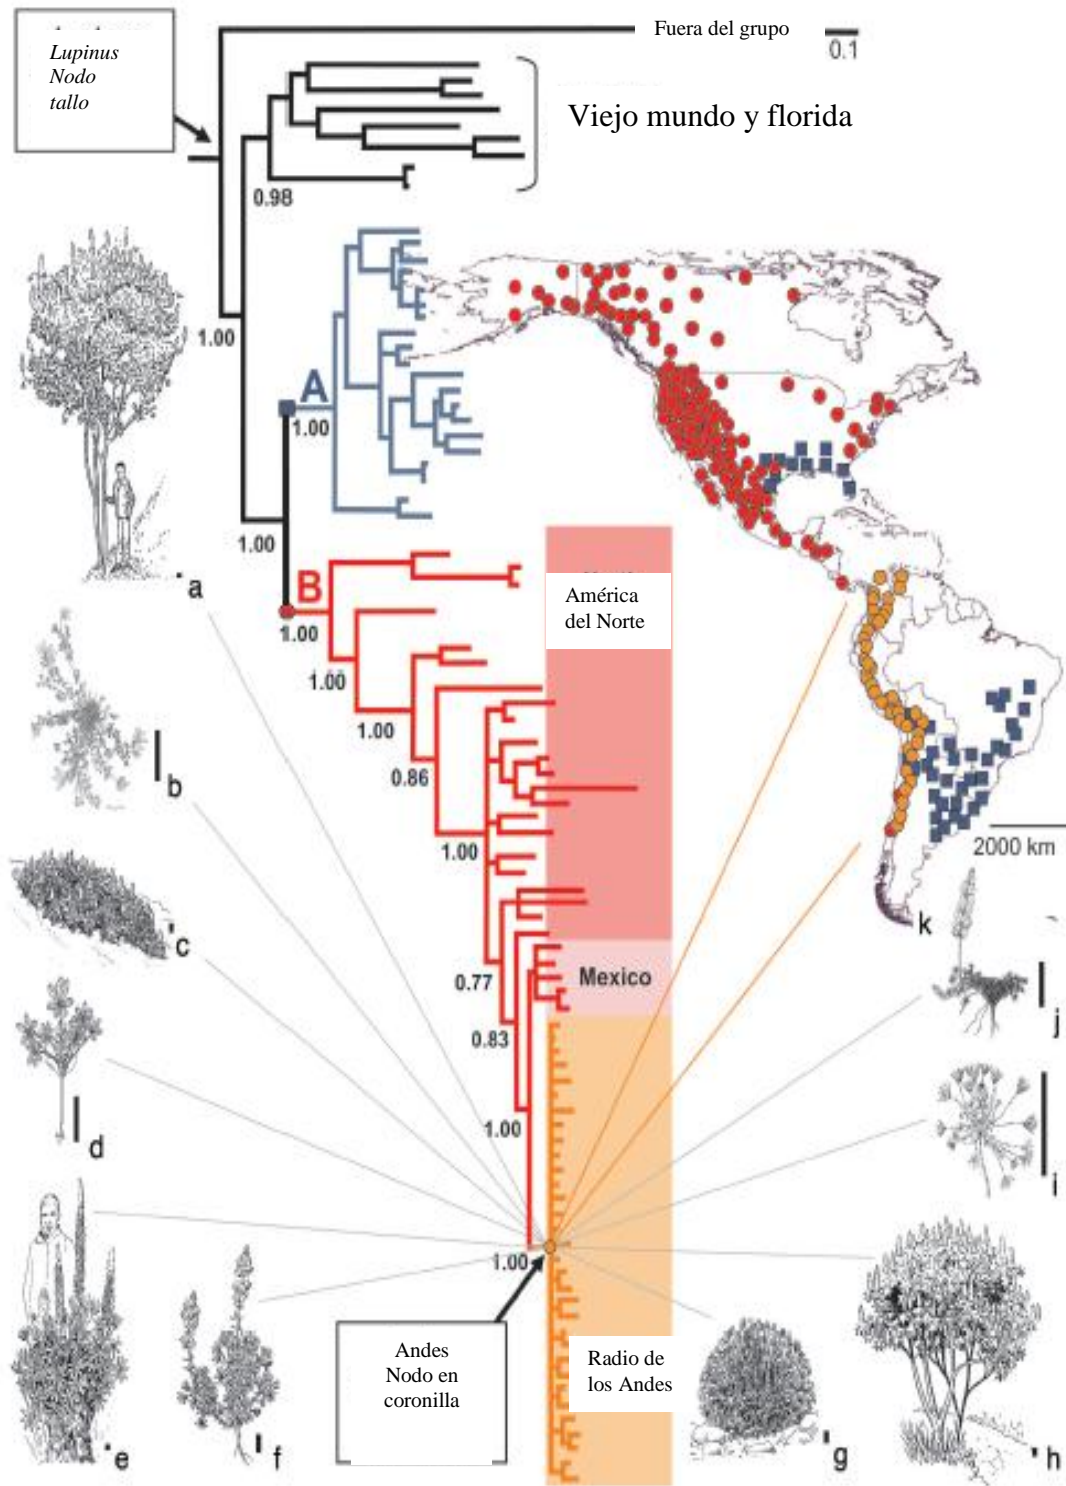 Fuera del grupo
0.1
Lupinus
Nodo
tallo
Viejo mundo y florida
0.98
1.00
A
1.00
1.00
B
1.00
1.00
1.00
0.86
1.00
América
del Norte
Mexico
0.77
0.83
1.00
1.00
2000 km
a
b
c
d
e
f
g
h
i
j
k
Andes
Nodo en
coronilla
Radio de
los Andes